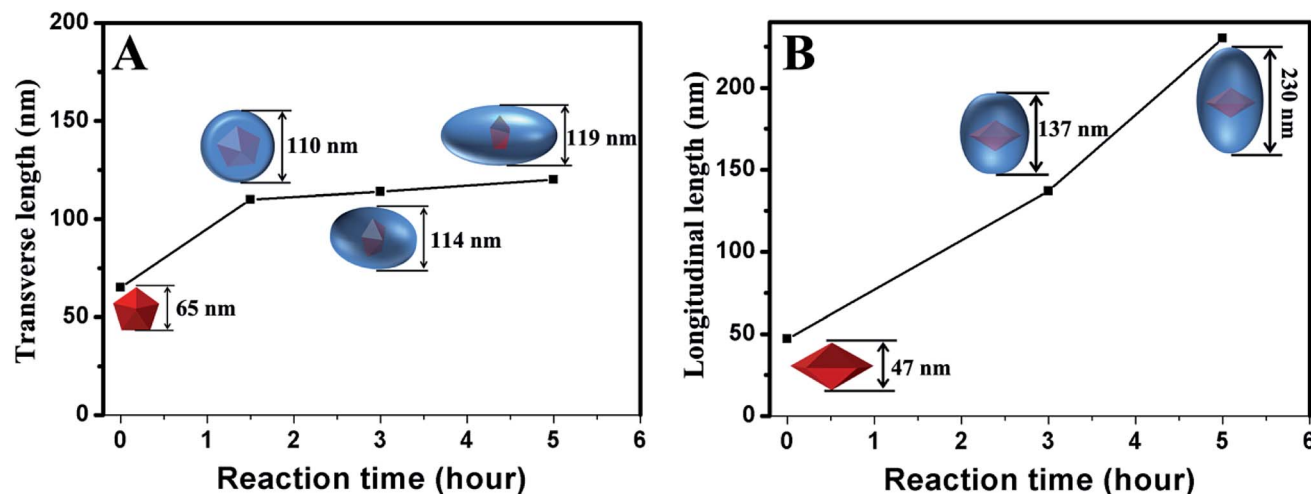 A
Transverse length (nm)
200
150
100
50
0
110 nm
119 nm
114 nm
65 nm
0 1 2 3 4 5 6
Reaction time (hour)
B
Longitudinal length (nm)
200
150
100
50
0
137 nm
230 nm
47 nm
0 1 2 3 4 5 6
Reaction time (hour)